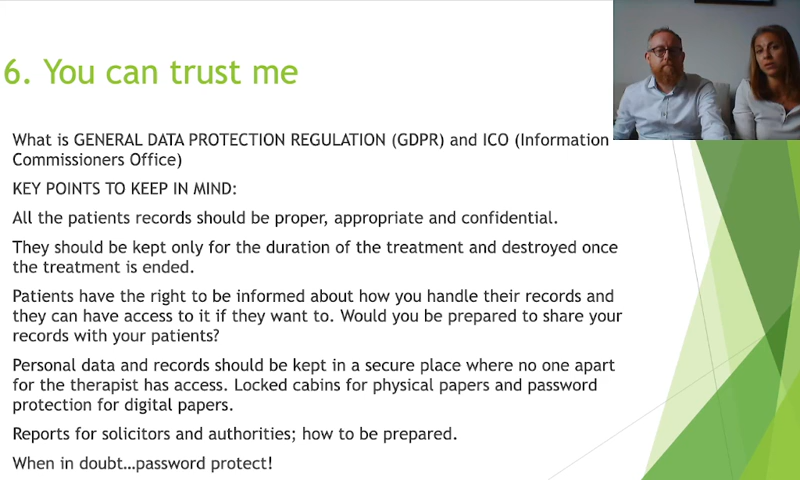 6. You can trust me
What is GENERAL DATA PROTECTION REGULATION (GDPR) and ICO (Information
Commissioners Office)
KEY POINTS TO KEEP IN MIND:
All the patients records should be proper, appropriate and confidential.
They should be kept only for the duration of the treatment and destroyed once
the treatment is ended.
Patients have the right to be informed about how you handle their records and
they can have access to it if they want to. Would you be prepared to share your
records with your patients?
Personal data and records should be kept in a secure place where no one apart
for the therapist has access. Locked cabins for physical papers and password
protection for digital papers.
Reports for solicitors and authorities; how to be prepared.
When in doubt…password protect!